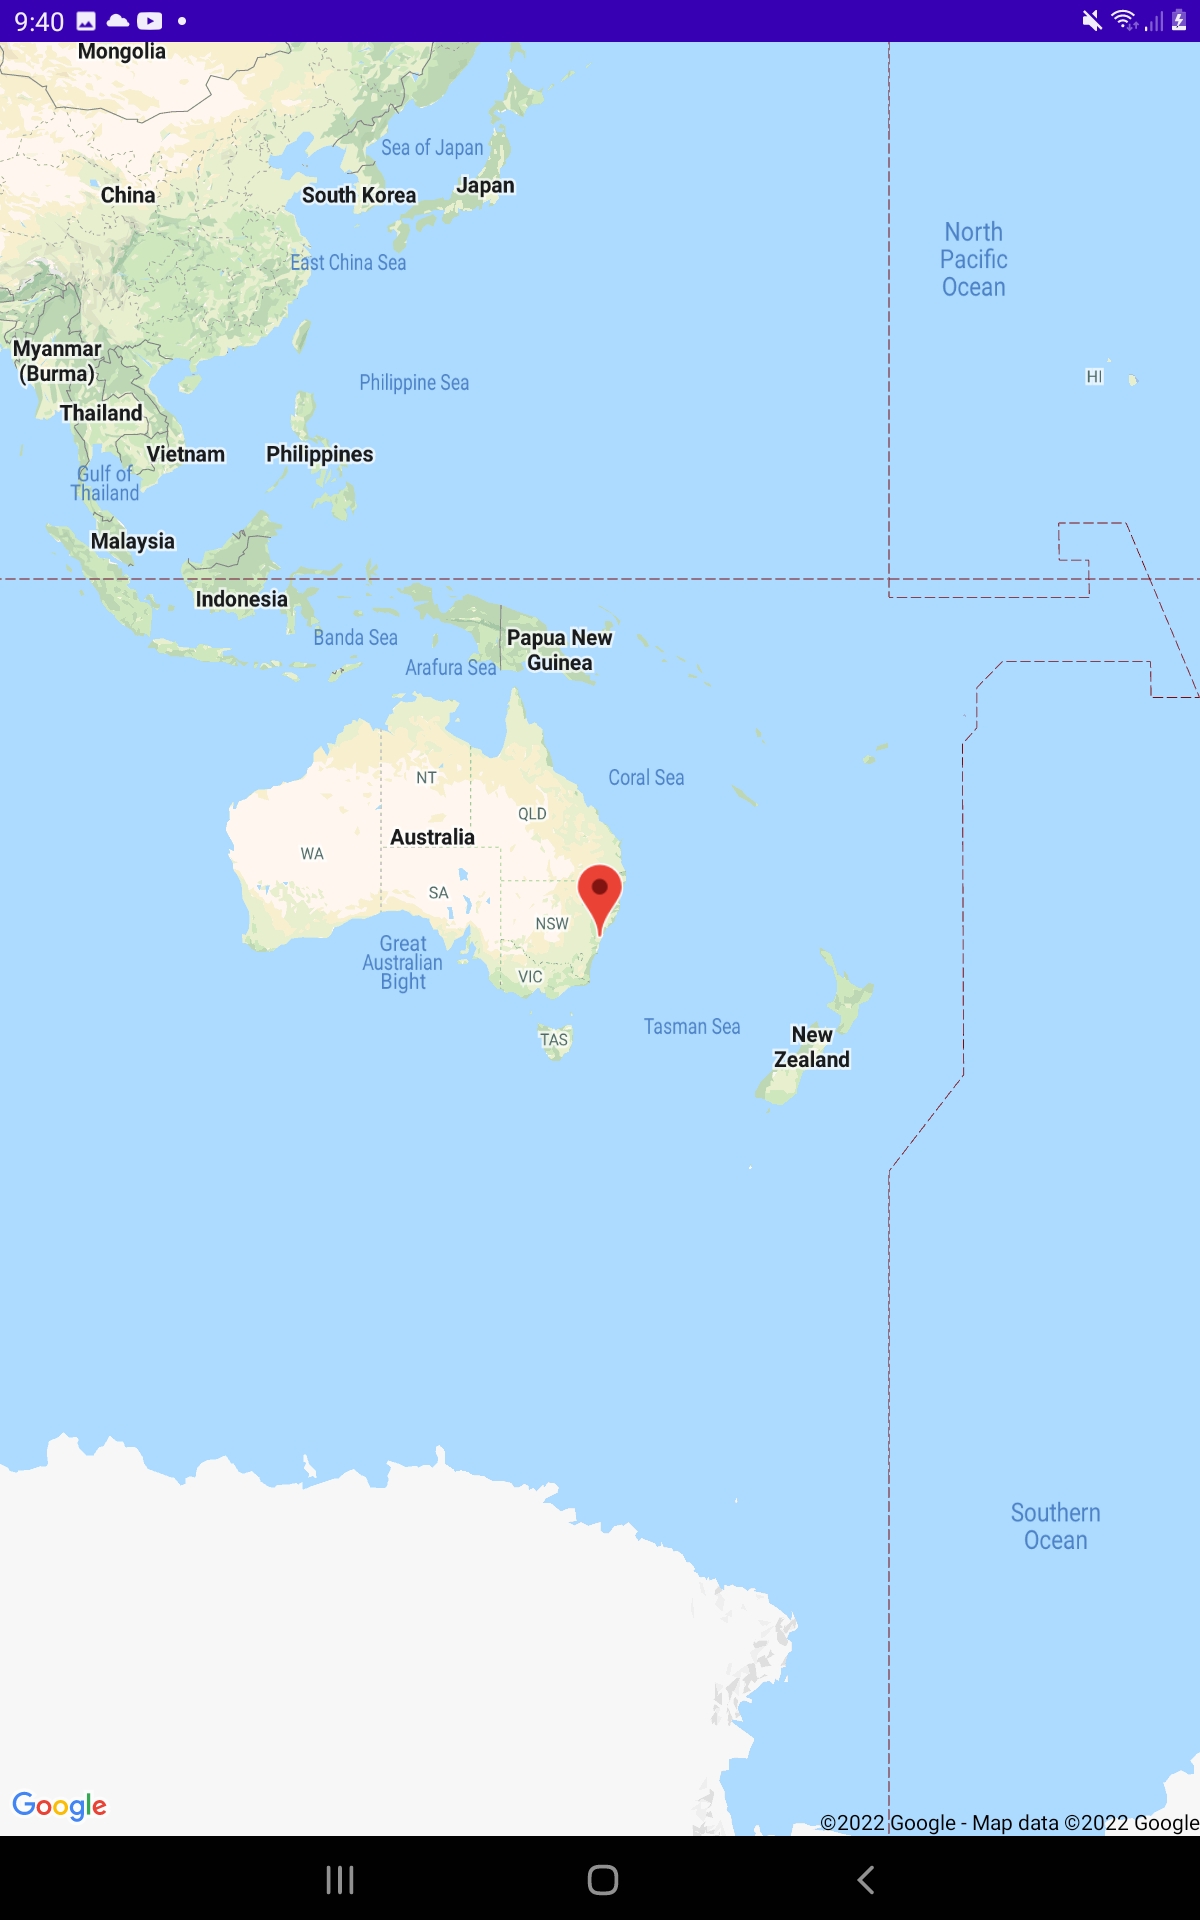 9:40
Mongolia
Sea of Japan
China
South Korea
Japan
North
Pacific
Ocean
East China Sea
Myanmar
(Burma)
Philippine Sea
HI
Thailand
Vietnam
Philippines
Gulf of
Thailand
Malaysia
Indonesia
Banda Sea
Papua New
Guinea
Arafura Sea
NT
Coral Sea
QLD
Australia
WA
SA
NSW
Great
Australian
Bight
VIC
Tasman Sea
TAS
New
Zealand
Southern
Ocean
Google
©2022 Google - Map data ©2022 Google